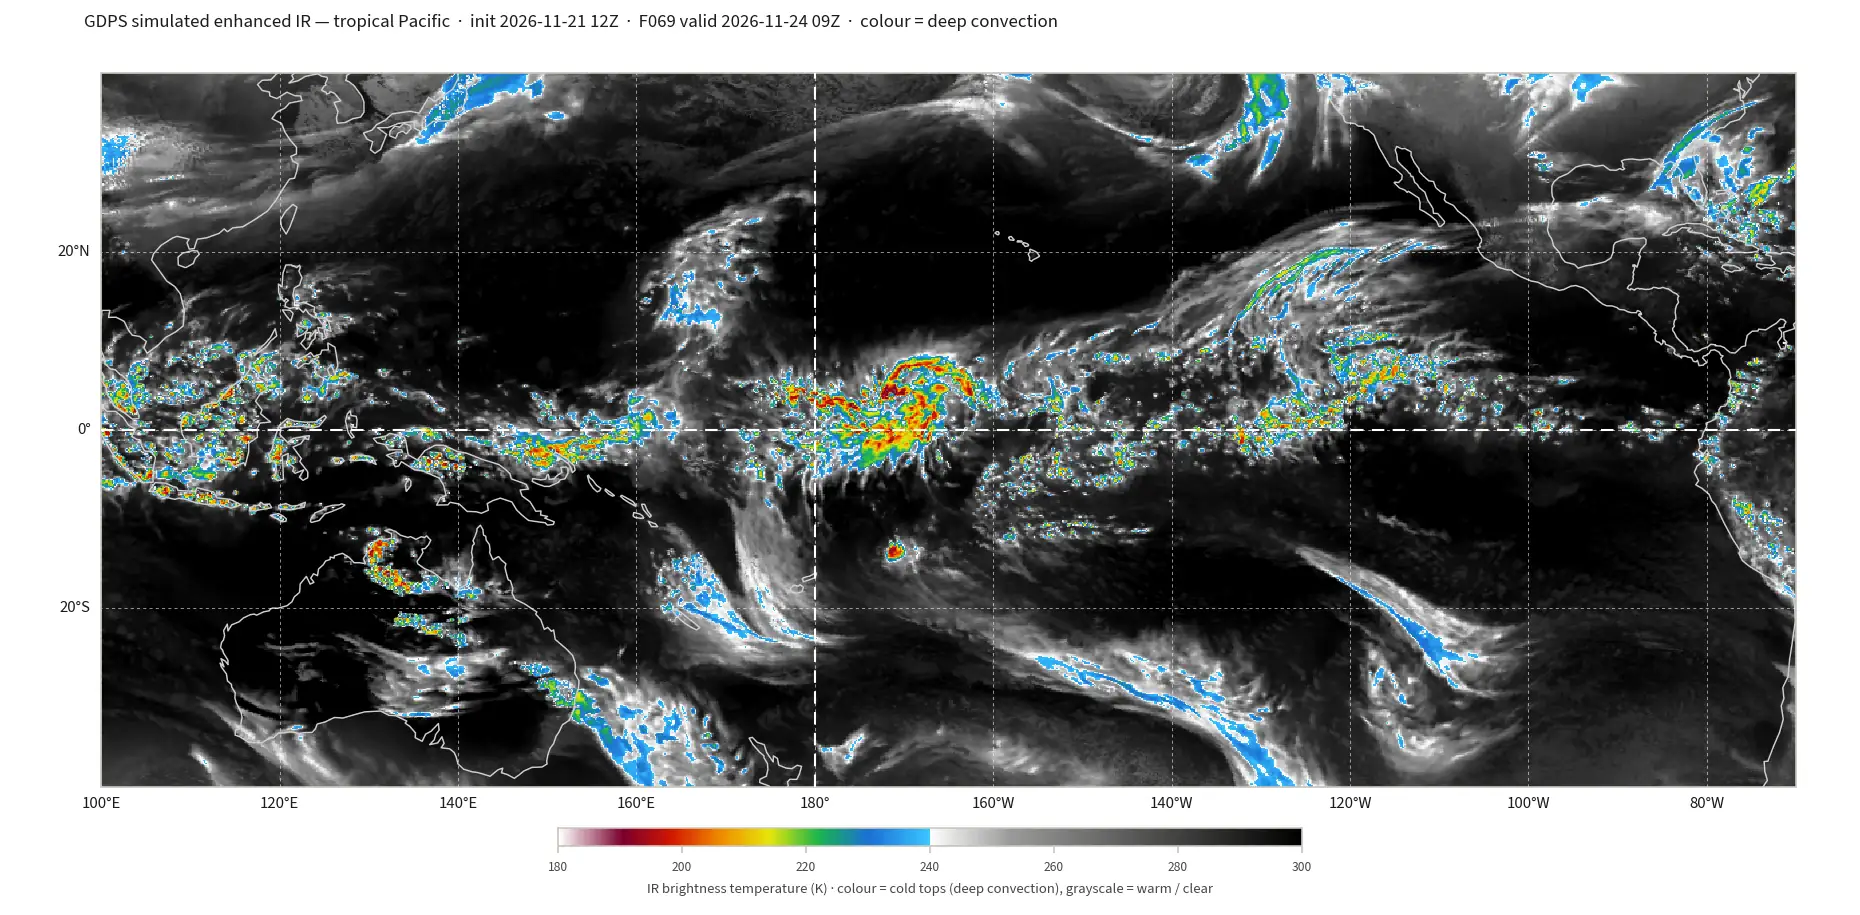 GDPS simulated enhanced IR — tropical Pacific · init 2026-11-21 12Z · F069 valid 2026-11-24 09Z · colour = deep convection
20°N
0°
20°S
100°E 120°E 140°E 160°E 180° 160°W 140°W 120°W 100°W 80°W
180 200 220 240 260 280 300
IR brightness temperature (K) · colour = cold tops (deep convection), grayscale = warm / clear